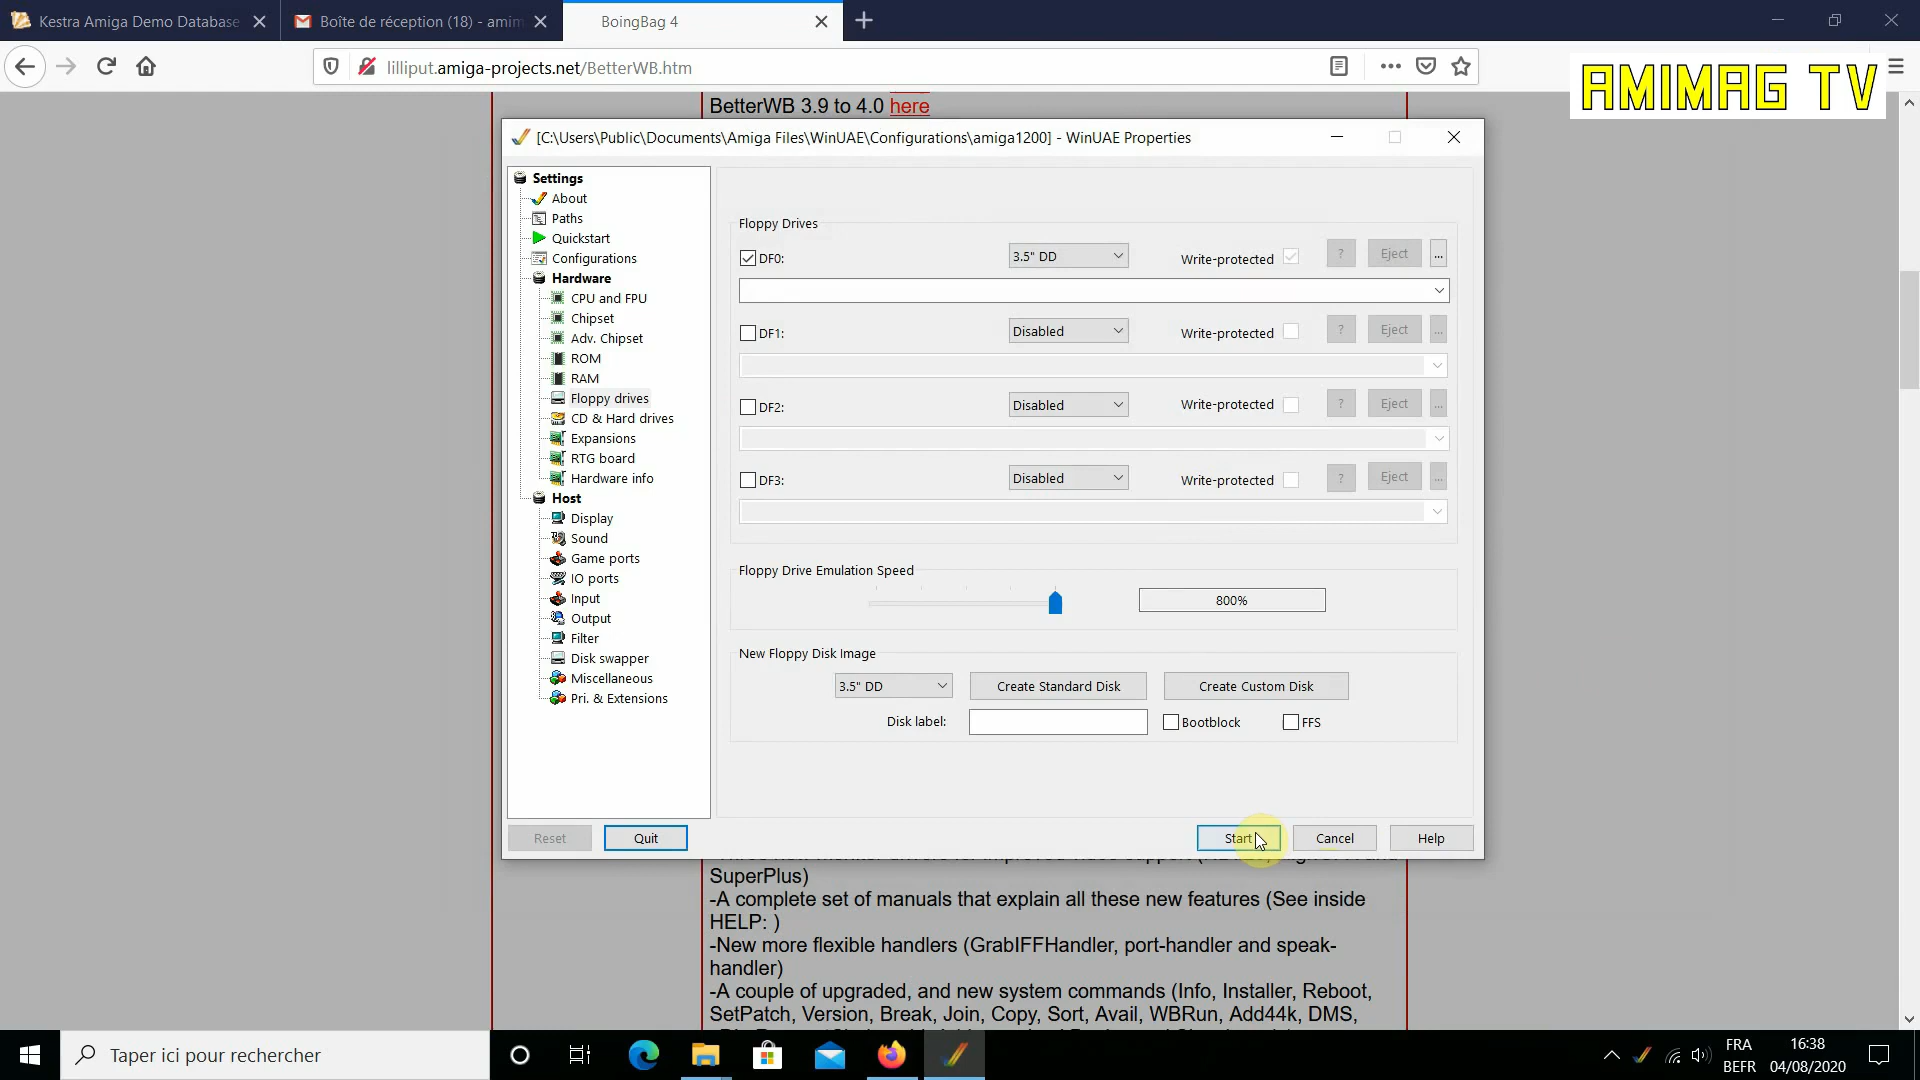 Kestra Amiga Demo Database
Boîte de réception (18) - amim
BoingBag 4
lilliput.amiga-projects.net/BetterWB.htm
AMIMAG TV
BetterWB 3.9 to 4.0 here
[C:\Users\Public\Documents\Amiga Files\WinUAE\Configurations\amiga1200] - WinUAE Properties
Settings
About
Paths
Quickstart
Configurations
Hardware
CPU and FPU
Chipset
Adv. Chipset
ROM
RAM
Floppy drives
CD & Hard drives
Expansions
RTG board
Hardware info
Host
Display
Sound
Game ports
IO ports
Input
Output
Filter
Disk swapper
Miscellaneous
Pri. & Extensions
Floppy Drives
DF0: 3.5" DD Write-protected ? Eject ...
DF1: Disabled Write-protected ? Eject ...
DF2: Disabled Write-protected ? Eject ...
DF3: Disabled Write-protected ? Eject ...
Floppy Drive Emulation Speed
800%
New Floppy Disk Image
3.5" DD Create Standard Disk Create Custom Disk
Disk label: Bootblock FFS
Reset Quit Start Cancel Help
SuperPlus)
-A complete set of manuals that explain all these new features (See inside
HELP: )
-New more flexible handlers (GrabIFFHandler, port-handler and speak-
handler)
-A couple of upgraded, and new system commands (Info, Installer, Reboot,
SetPatch, Version, Break, Join, Copy, Sort, Avail, WBRun, Add44k, DMS,
Taper ici pour rechercher
FRA
BEFR
16:38
04/08/2020